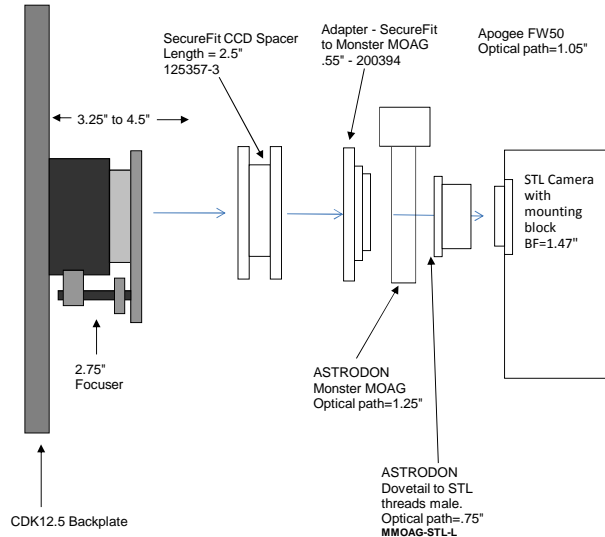 SecureFit CCD Spacer
Length = 2.5"
125357-3
Adapter - SecureFit
to Monster MOAG
.55" - 200394
Apogee FW50
Optical path=1.05"
3.25" to 4.5"
STL Camera
with
mounting
block
BF=1.47"
2.75"
Focuser
ASTRODON
Monster MOAG
Optical path=1.25"
ASTRODON
Dovetail to STL
threads male.
Optical path=.75"
MMOAG-STL-L
CDK12.5 Backplate